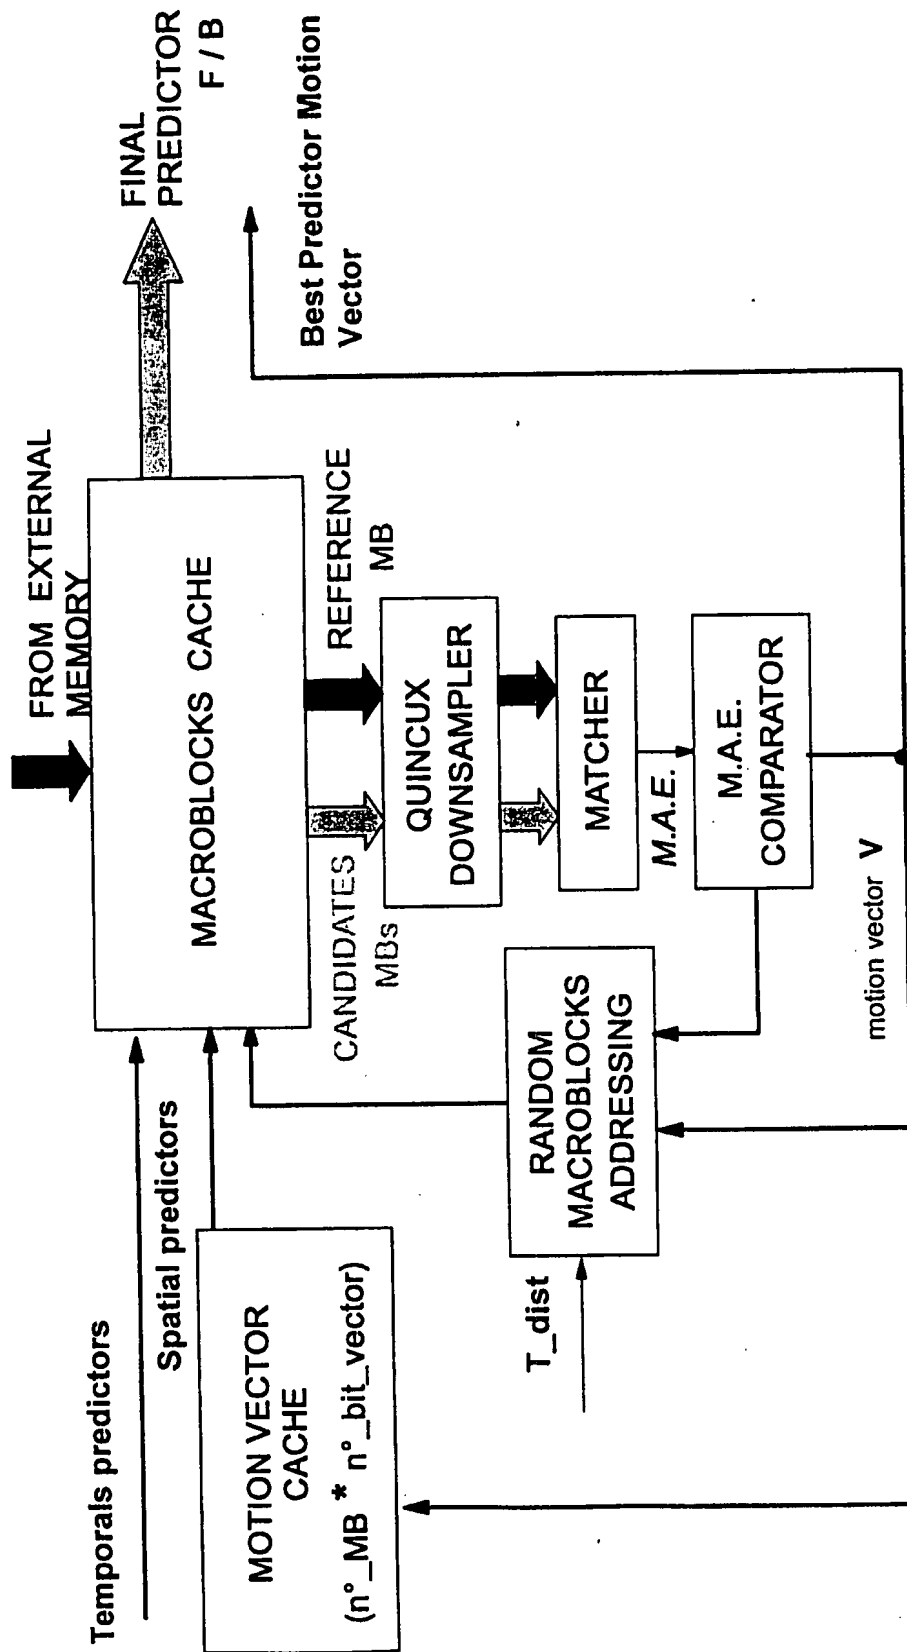 Temporals predictors
Spatial predictors
MOTION VECTOR
CACHE
(n°_MB * n°_bit_vector)
FROM EXTERNAL
MEMORY
MACROBLOCKS CACHE
FINAL
PREDICTOR
F / B
Best Predictor Motion
Vector
CANDIDATES
MBs
REFERENCE
MB
QUINCUX
DOWNSAMPLER
MATCHER
M.A.E.
M.A.E.
COMPARATOR
RANDOM
MACROBLOCKS
ADDRESSING
T_dist
motion vector V